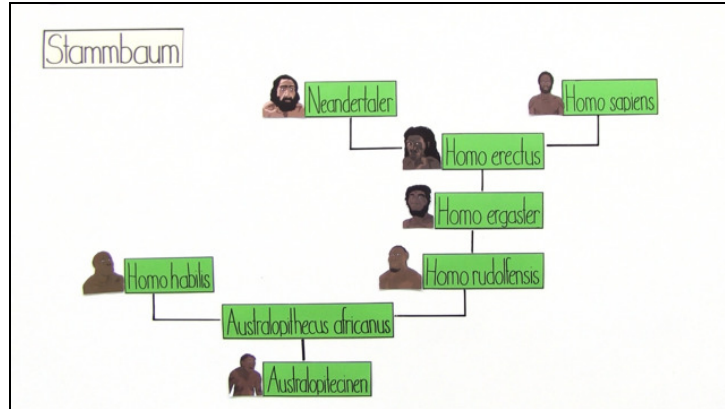 Stammbaum
Neandertaler
Homo sapiens
Homo erectus
Homo ergaster
Homo habilis
Homo rudolfensis
Australopithecus africanus
Australopitecinen